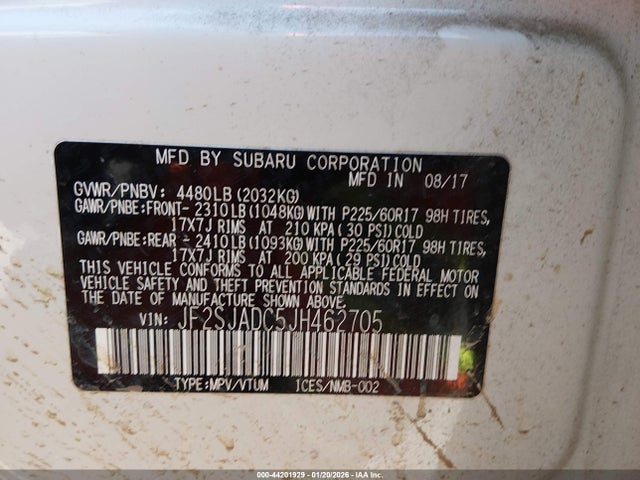 MFD BY SUBARU CORPORATION
MFD IN 08/17
GVWR/PNBV: 4480LB (2032KG)
GAWR/PNBE:FRONT- 2310LB (1048KG) WITH P225/60R17 98H TIRES,
17X7J RIMS AT 210 KPA ( 30 PSI) COLD
GAWR/PNBE:REAR - 2410LB (1093KG) WITH P225/60R17 98H TIRES,
17X7J RIMS AT 200 KPA ( 29 PSI) COLD
THIS VEHICLE CONFORMS TO ALL APPLICABLE FEDERAL MOTOR
VEHICLE SAFETY AND THEFT PREVENTION STANDARDS IN EFFECT ON
THE DATE OF MANUFACTURE SHOWN ABOVE.
VIN: JF2SJADC5JH462705
TYPE:MPV/VTUM 1CES/NMB-002
000-44201929 - 01/20/2026 - IAAI.COM